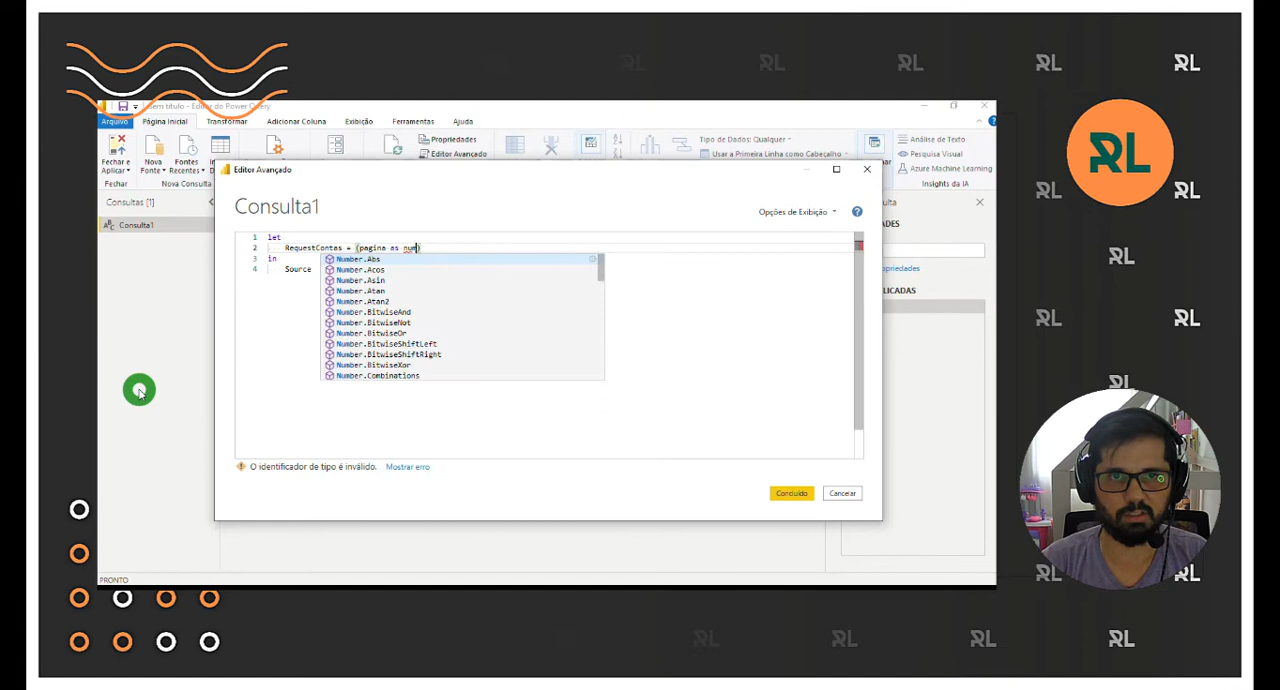 Sem título - Editor do Power Query
Arquivo Página Inicial Transformar Adicionar Coluna Exibição Ferramentas Ajuda
Fechar e Aplicar
Nova Fonte
Fontes Recentes
Propriedades
Editor Avançado
Tipo de Dados: Qualquer
Usar a Primeira Linha como Cabeçalho
Análise de Texto
Pesquisa Visual
Azure Machine Learning
Fechar
Nova Consulta
Insights da IA
Consultas [1]
Consulta1
Editor Avançado
Consulta1
Opções de Exibição
1 let
2 RequestContas = (pagina as num)
3 in
4 Source
Number.Abs
Number.Acos
Number.Asin
Number.Atan
Number.Atan2
Number.BitwiseAnd
Number.BitwiseNot
Number.BitwiseOr
Number.BitwiseShiftLeft
Number.BitwiseShiftRight
Number.BitwiseXor
Number.Combinations
O identificador de tipo é inválido. Mostrar erro
Concluído Cancelar
PRONTO
RL